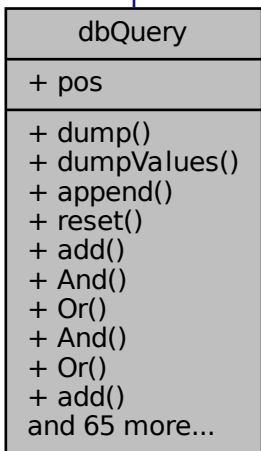 dbQuery
+ pos
+ dump()
+ dumpValues()
+ append()
+ reset()
+ add()
+ And()
+ Or()
+ And()
+ Or()
+ add()
and 65 more...